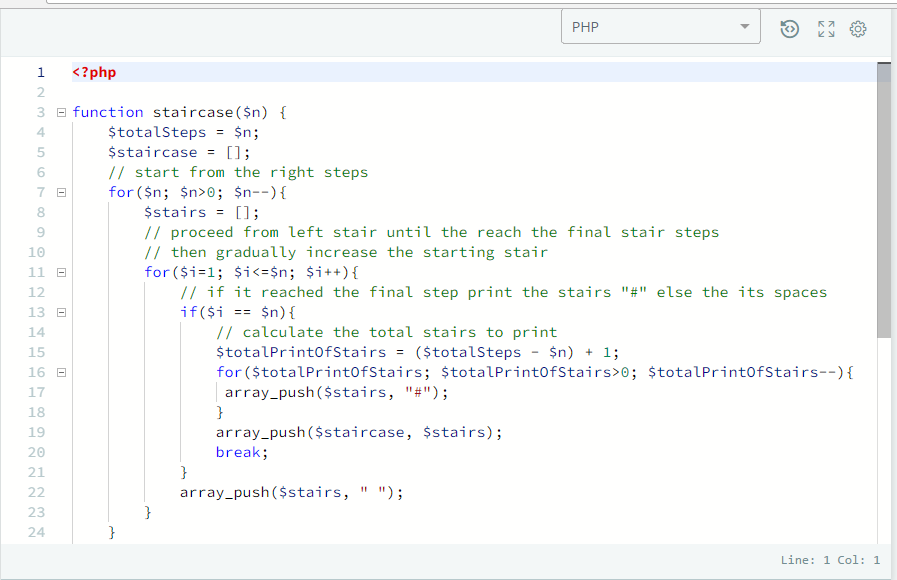 PHP
1 <?php
2
3 function staircase($n) {
4     $totalSteps = $n;
5     $staircase = [];
6     // start from the right steps
7     for($n; $n>0; $n--){
8         $stairs = [];
9         // proceed from left stair until the reach the final stair steps
10         // then gradually increase the starting stair
11         for($i=1; $i<=$n; $i++){
12             // if it reached the final step print the stairs "#" else the its spaces
13             if($i == $n){
14                 // calculate the total stairs to print
15                 $totalPrintOfStairs = ($totalSteps - $n) + 1;
16                 for($totalPrintOfStairs; $totalPrintOfStairs>0; $totalPrintOfStairs--){
17                  array_push($stairs, "#");
18                 }
19                 array_push($staircase, $stairs);
20                 break;
21             }
22             array_push($stairs, " ");
23         }
24     }
Line: 1 Col: 1